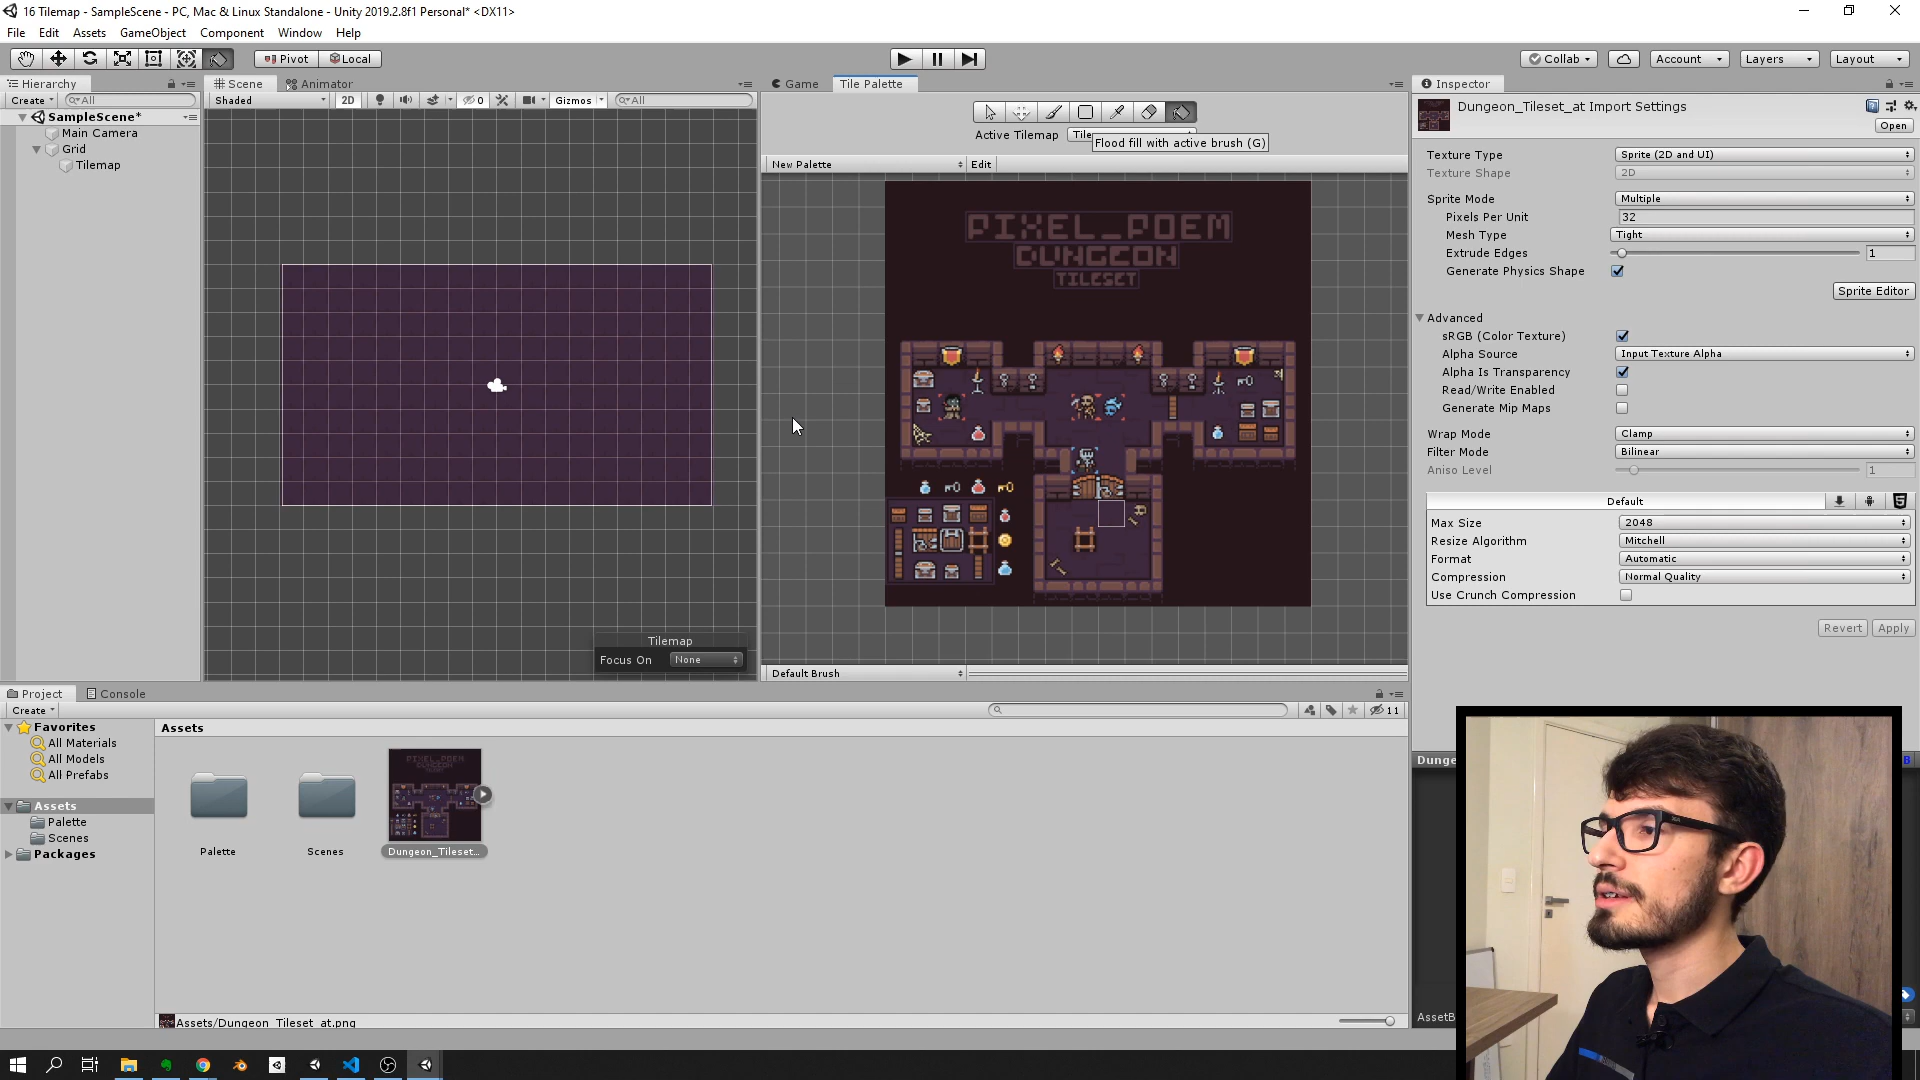 16 Tilemap - SampleScene - PC, Mac & Linux Standalone - Unity 2019.2.8f1 Personal* <DX11>
File Edit Assets GameObject Component Window Help
Pivot Local Collab Account Layers Layout
Hierarchy
Create All
SampleScene*
Main Camera
Grid
Tilemap
Scene Animator
Shaded 2D 0 Gizmos All
Tilemap
Focus On None
Game Tile Palette
Active Tilemap Tile
Flood fill with active brush (G)
New Palette Edit
PIXEL_POEM
DUNGEON
TILESET
Default Brush
Inspector
Dungeon_Tileset_at Import Settings
Open
Texture Type Sprite (2D and UI)
Texture Shape 2D
Sprite Mode Multiple
Pixels Per Unit 32
Mesh Type Tight
Extrude Edges 1
Generate Physics Shape
Sprite Editor
Advanced
sRGB (Color Texture)
Alpha Source Input Texture Alpha
Alpha Is Transparency
Read/Write Enabled
Generate Mip Maps
Wrap Mode Clamp
Filter Mode Bilinear
Aniso Level 1
Default
Max Size 2048
Resize Algorithm Mitchell
Format Automatic
Compression Normal Quality
Use Crunch Compression
Revert Apply
Dunge
B
AssetB
Project Console
Create 11
Favorites
All Materials
All Models
All Prefabs
Assets
Palette
Scenes
Packages
Assets
Palette Scenes Dungeon_Tileset...
Assets/Dungeon_Tileset_at.png